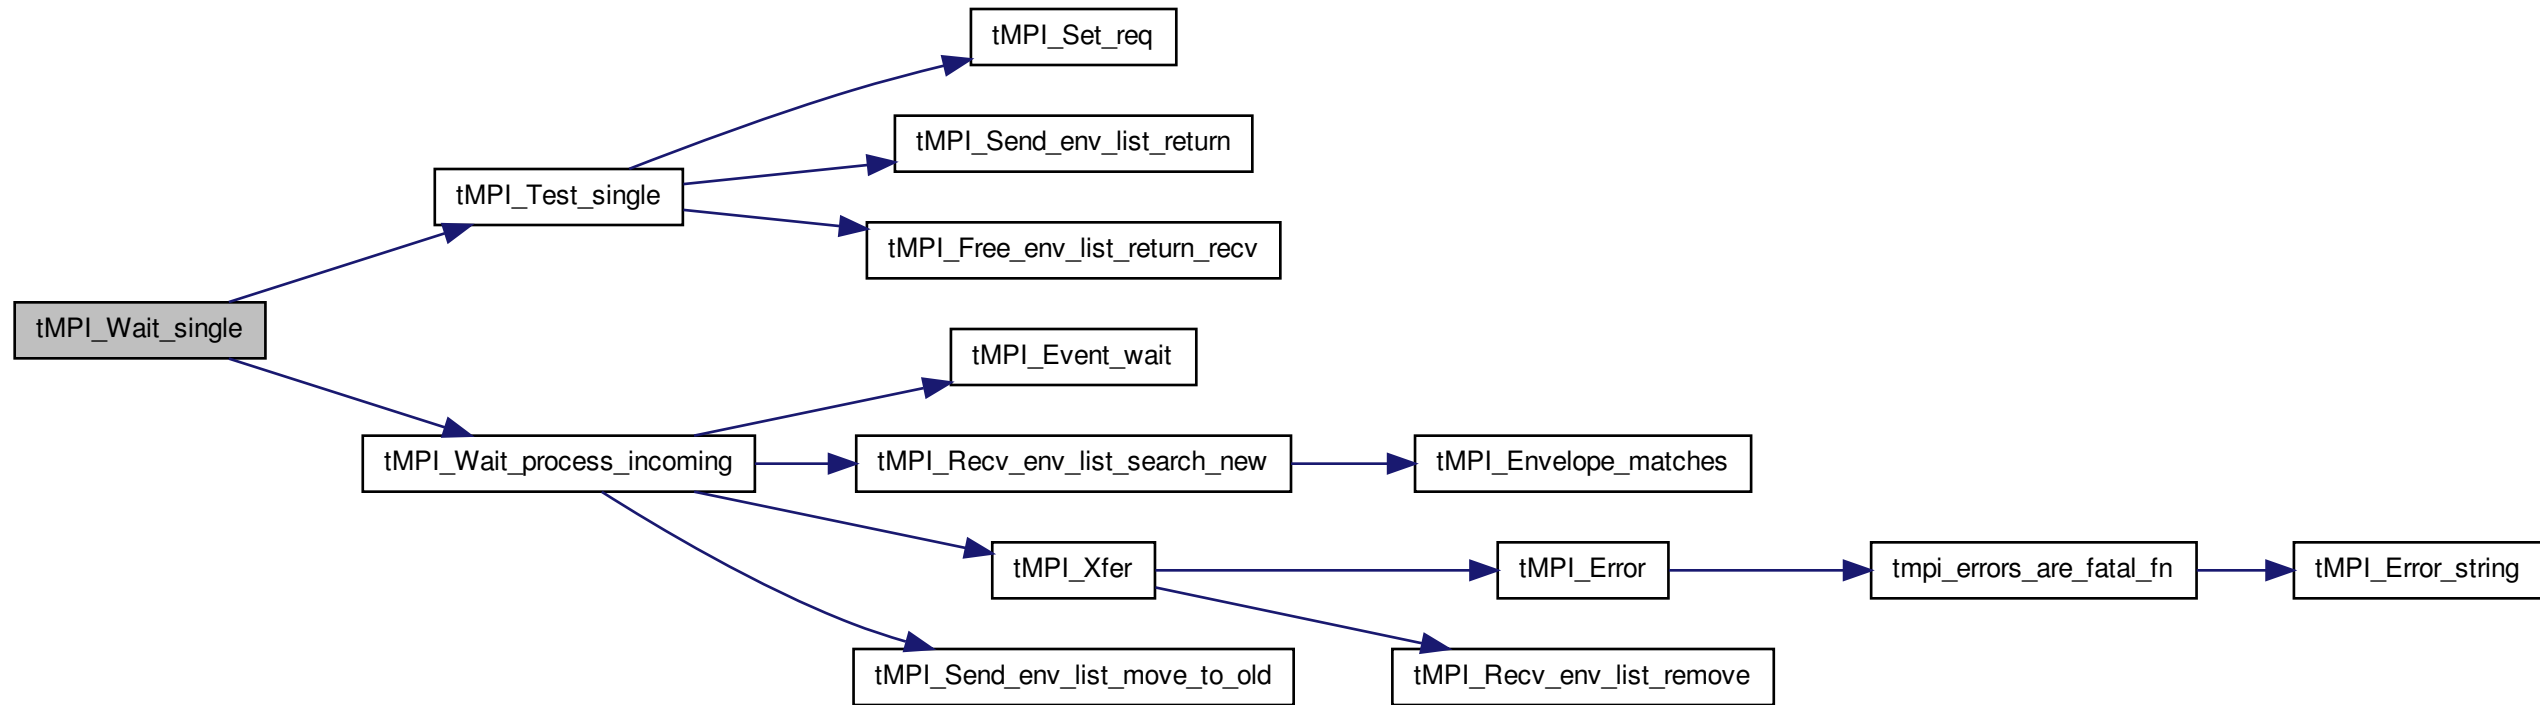 tMPI_Set_req
tMPI_Send_env_list_return
tMPI_Test_single
tMPI_Free_env_list_return_recv
tMPI_Wait_single
tMPI_Event_wait
tMPI_Wait_process_incoming
tMPI_Recv_env_list_search_new
tMPI_Envelope_matches
tMPI_Xfer
tMPI_Error
tmpi_errors_are_fatal_fn
tMPI_Error_string
tMPI_Send_env_list_move_to_old
tMPI_Recv_env_list_remove